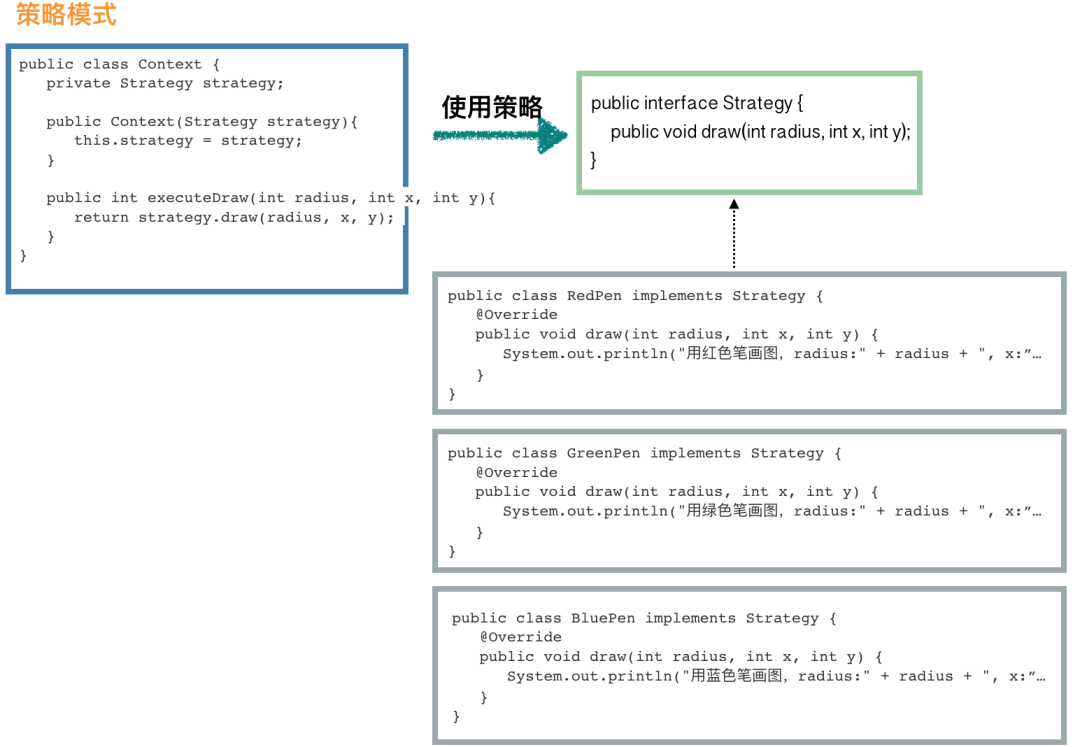 策略模式
public class Context {
private Strategy strategy;
public Context(Strategy strategy){
this.strategy = strategy;
}
public int executeDraw(int radius, int x, int y){
return strategy.draw(radius, x, y);
}
}
使用策略
public interface Strategy {
public void draw(int radius, int x, int y);
}
public class RedPen implements Strategy {
@Override
public void draw(int radius, int x, int y) {
System.out.println("用红色笔画图，radius:" + radius + ", x:”…
}
}
public class GreenPen implements Strategy {
@Override
public void draw(int radius, int x, int y) {
System.out.println("用绿色笔画图，radius:" + radius + ", x:”…
}
}
public class BluePen implements Strategy {
@Override
public void draw(int radius, int x, int y) {
System.out.println("用蓝色笔画图，radius:" + radius + ", x:”…
}
}